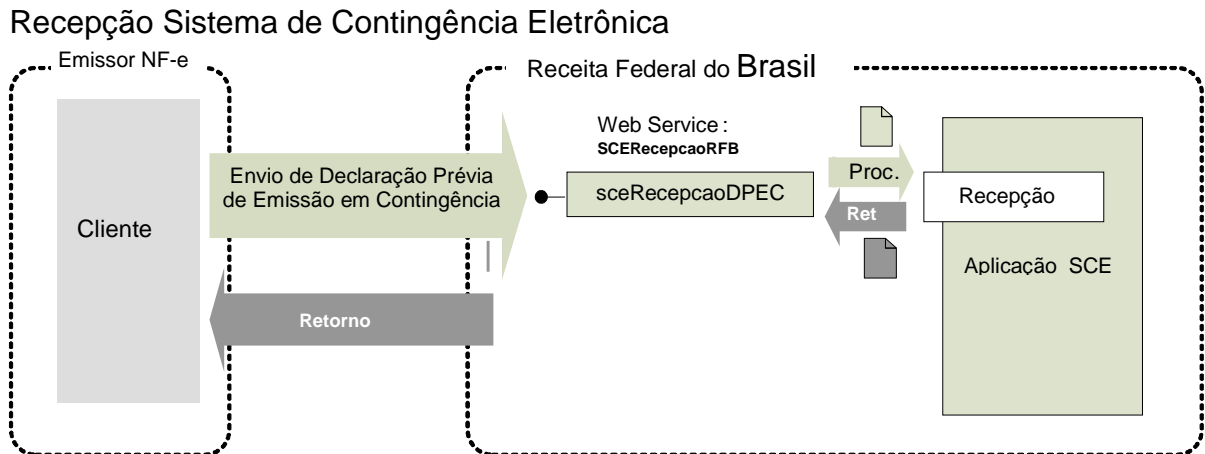 Recepção Sistema de Contingência Eletrônica
Emissor NF-e
Receita Federal do Brasil
Cliente
Envio de Declaração Prévia
de Emissão em Contingência
Retorno
Web Service :
SCERecepcaoRFB
sceRecepcaoDPEC
Proc.
Ret
Recepção
Aplicação SCE